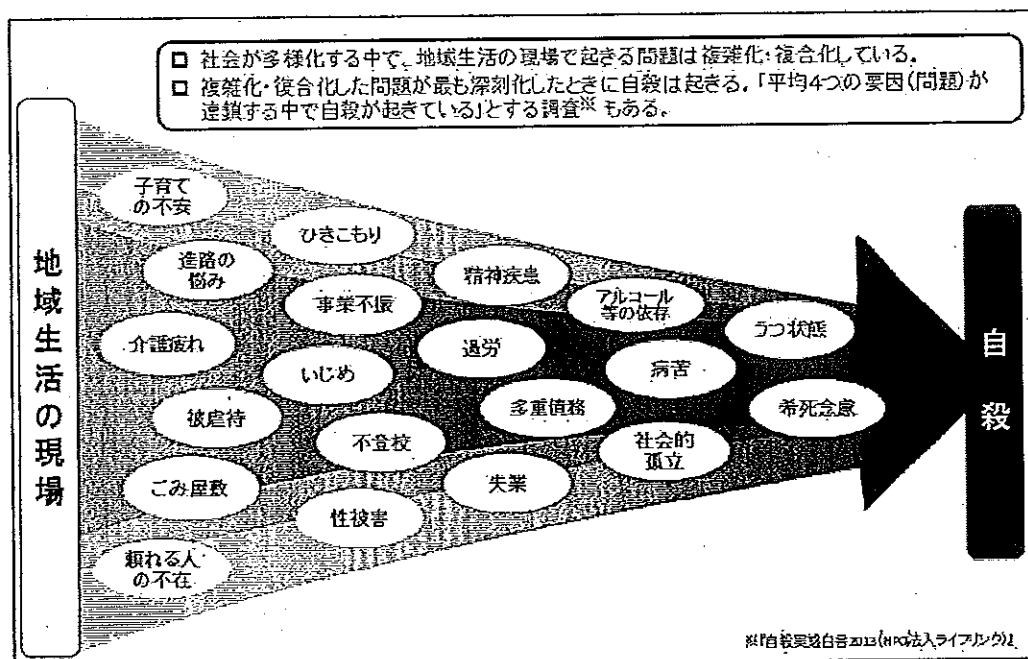 □ 社会が多様化する中で、地域生活の現場で起きる問題は複雑化・複合化している。
□ 複雑化・復合化した問題が最も深刻化したときに自殺は起きる。「平均4つの要因(問題)が
連鎖する中で自殺が起きている」とする調査※もある。
地域生活の現場
子育て
の不安
進路の
悩み
介護疲れ
被虐待
ごみ屋敷
頼れる人
の不在
ひきこもり
事業不振
いじめ
不登校
性被害
精神疾患
過労
多重債務
失業
アルコール
等の依存
病苦
社会的
孤立
うつ状態
希死念慮
自殺
※『自殺実態白書2013(NPO法人ライフリンク)』